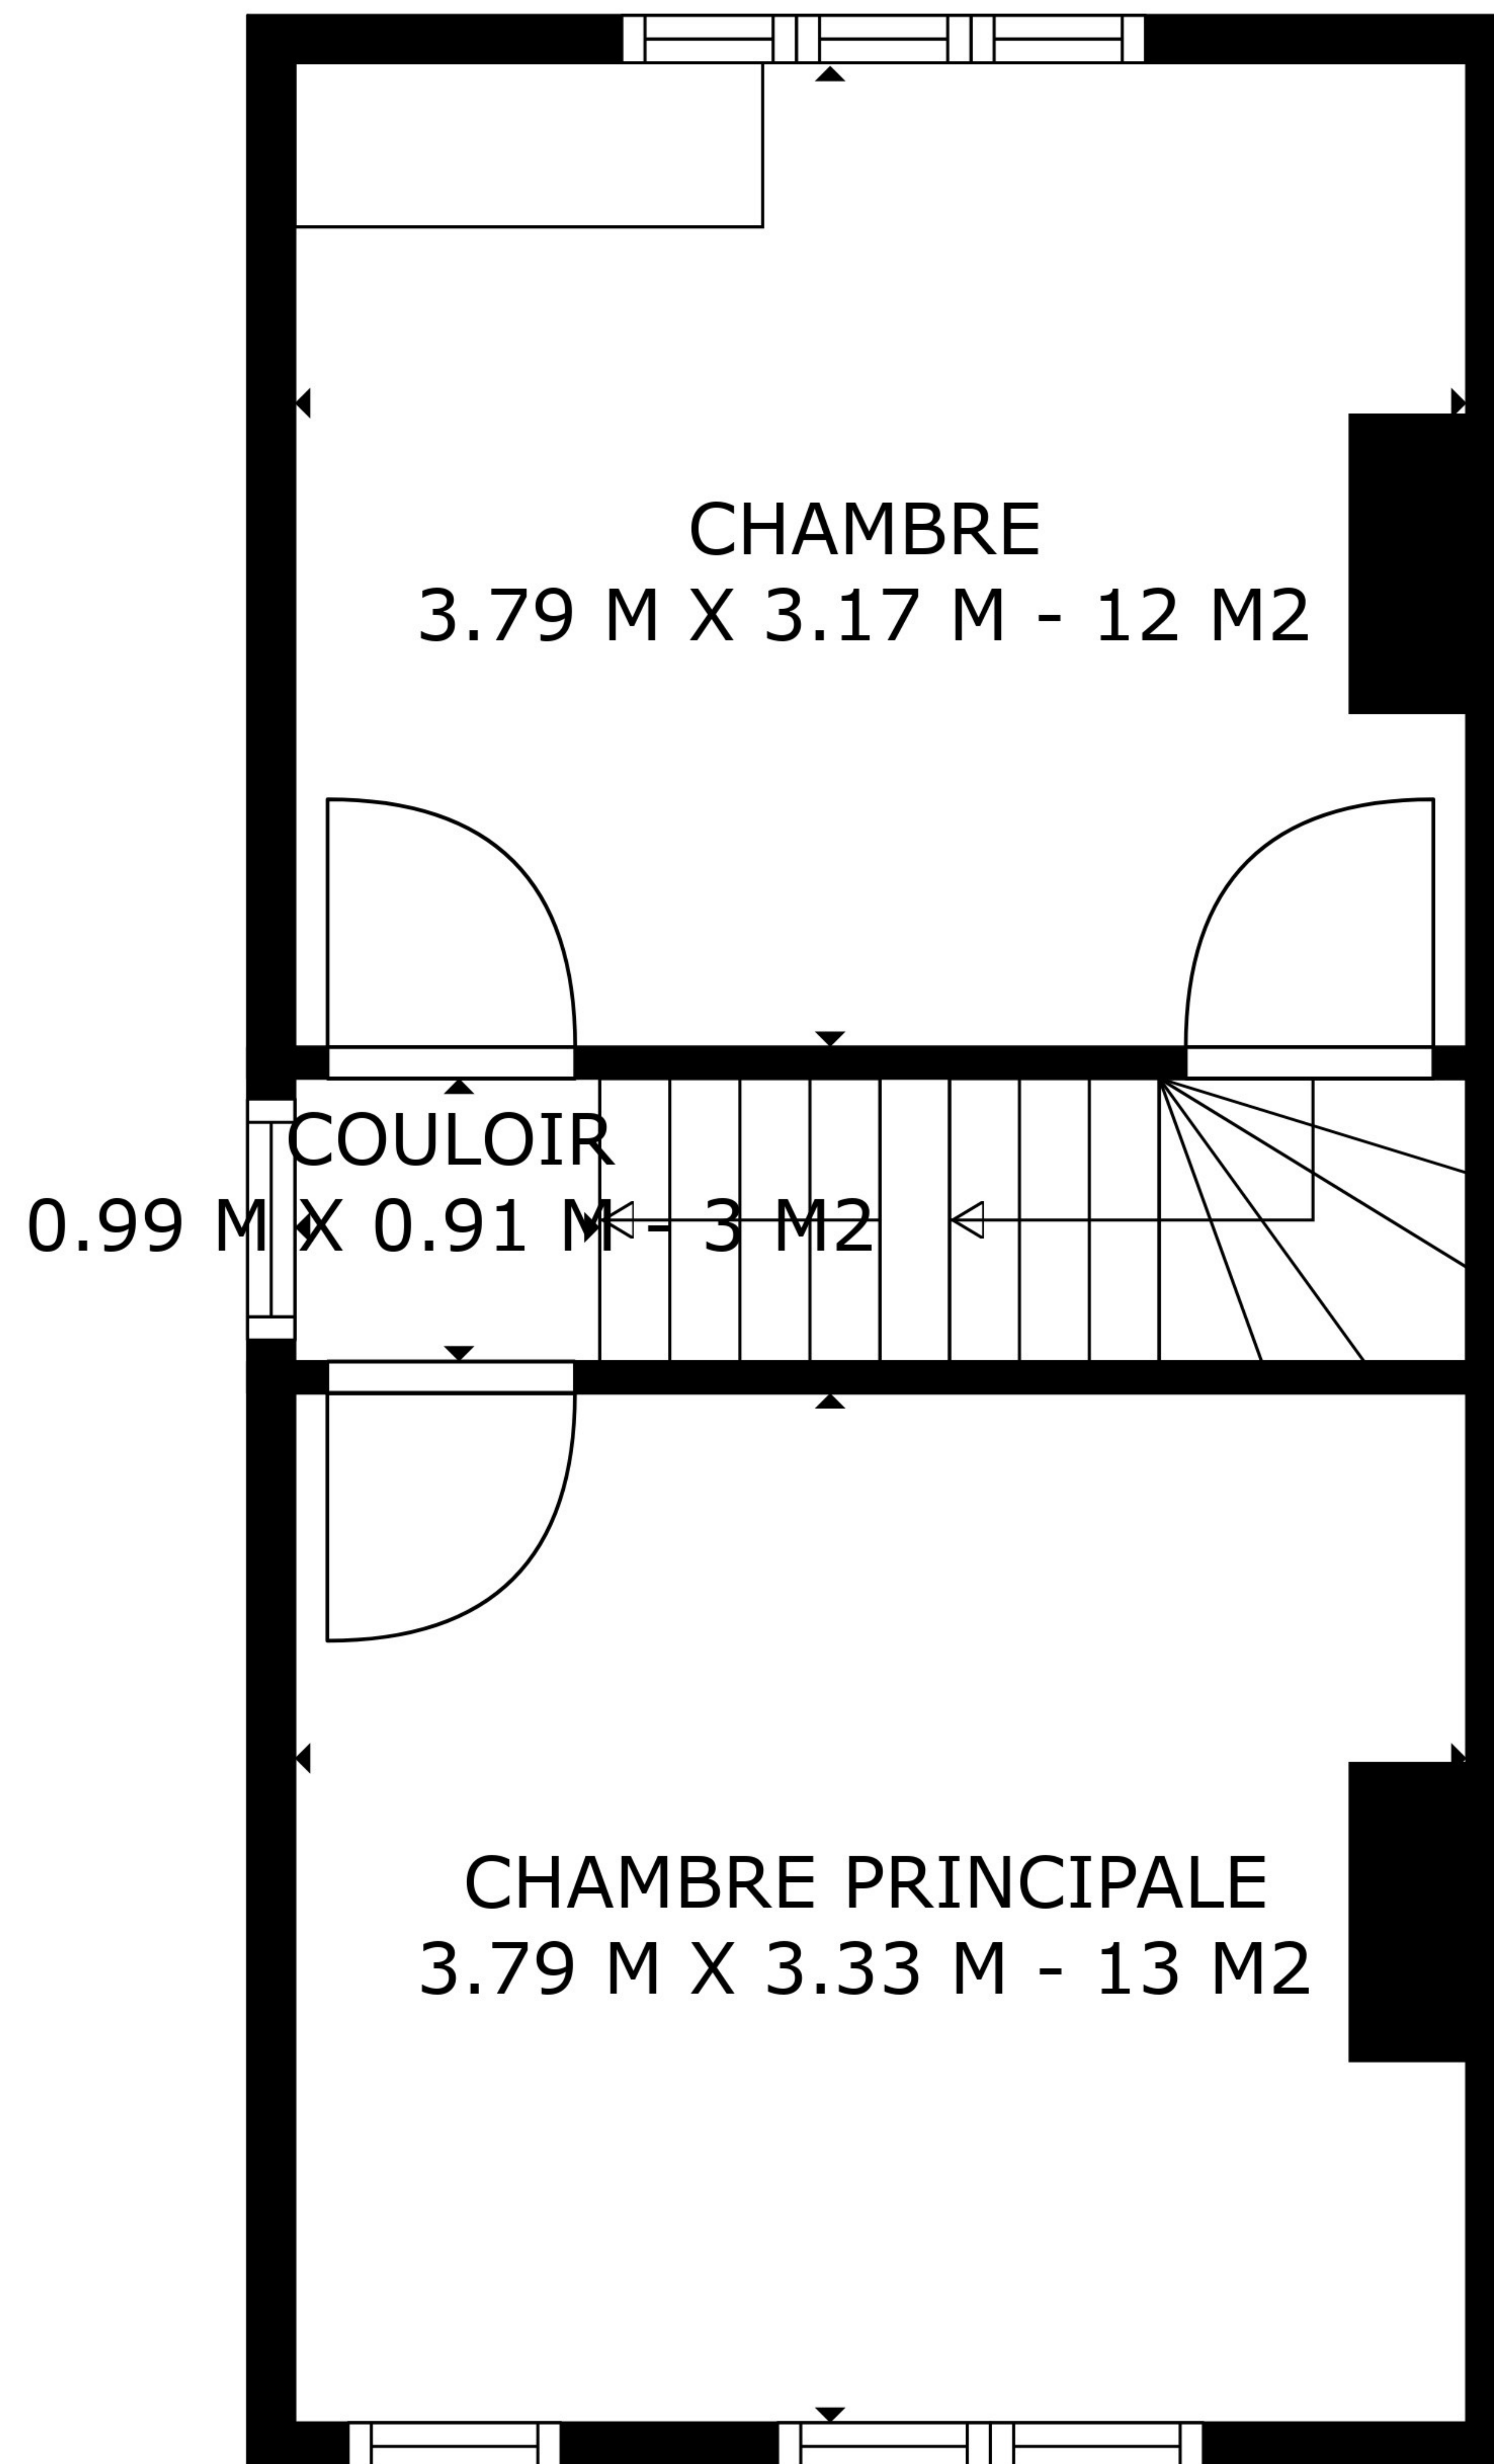 CHAMBRE
3.79 M X 3.17 M - 12 M2
COULOIR
0.99 M X 0.91 M - 3 M2
CHAMBRE PRINCIPALE
3.79 M X 3.33 M - 13 M2